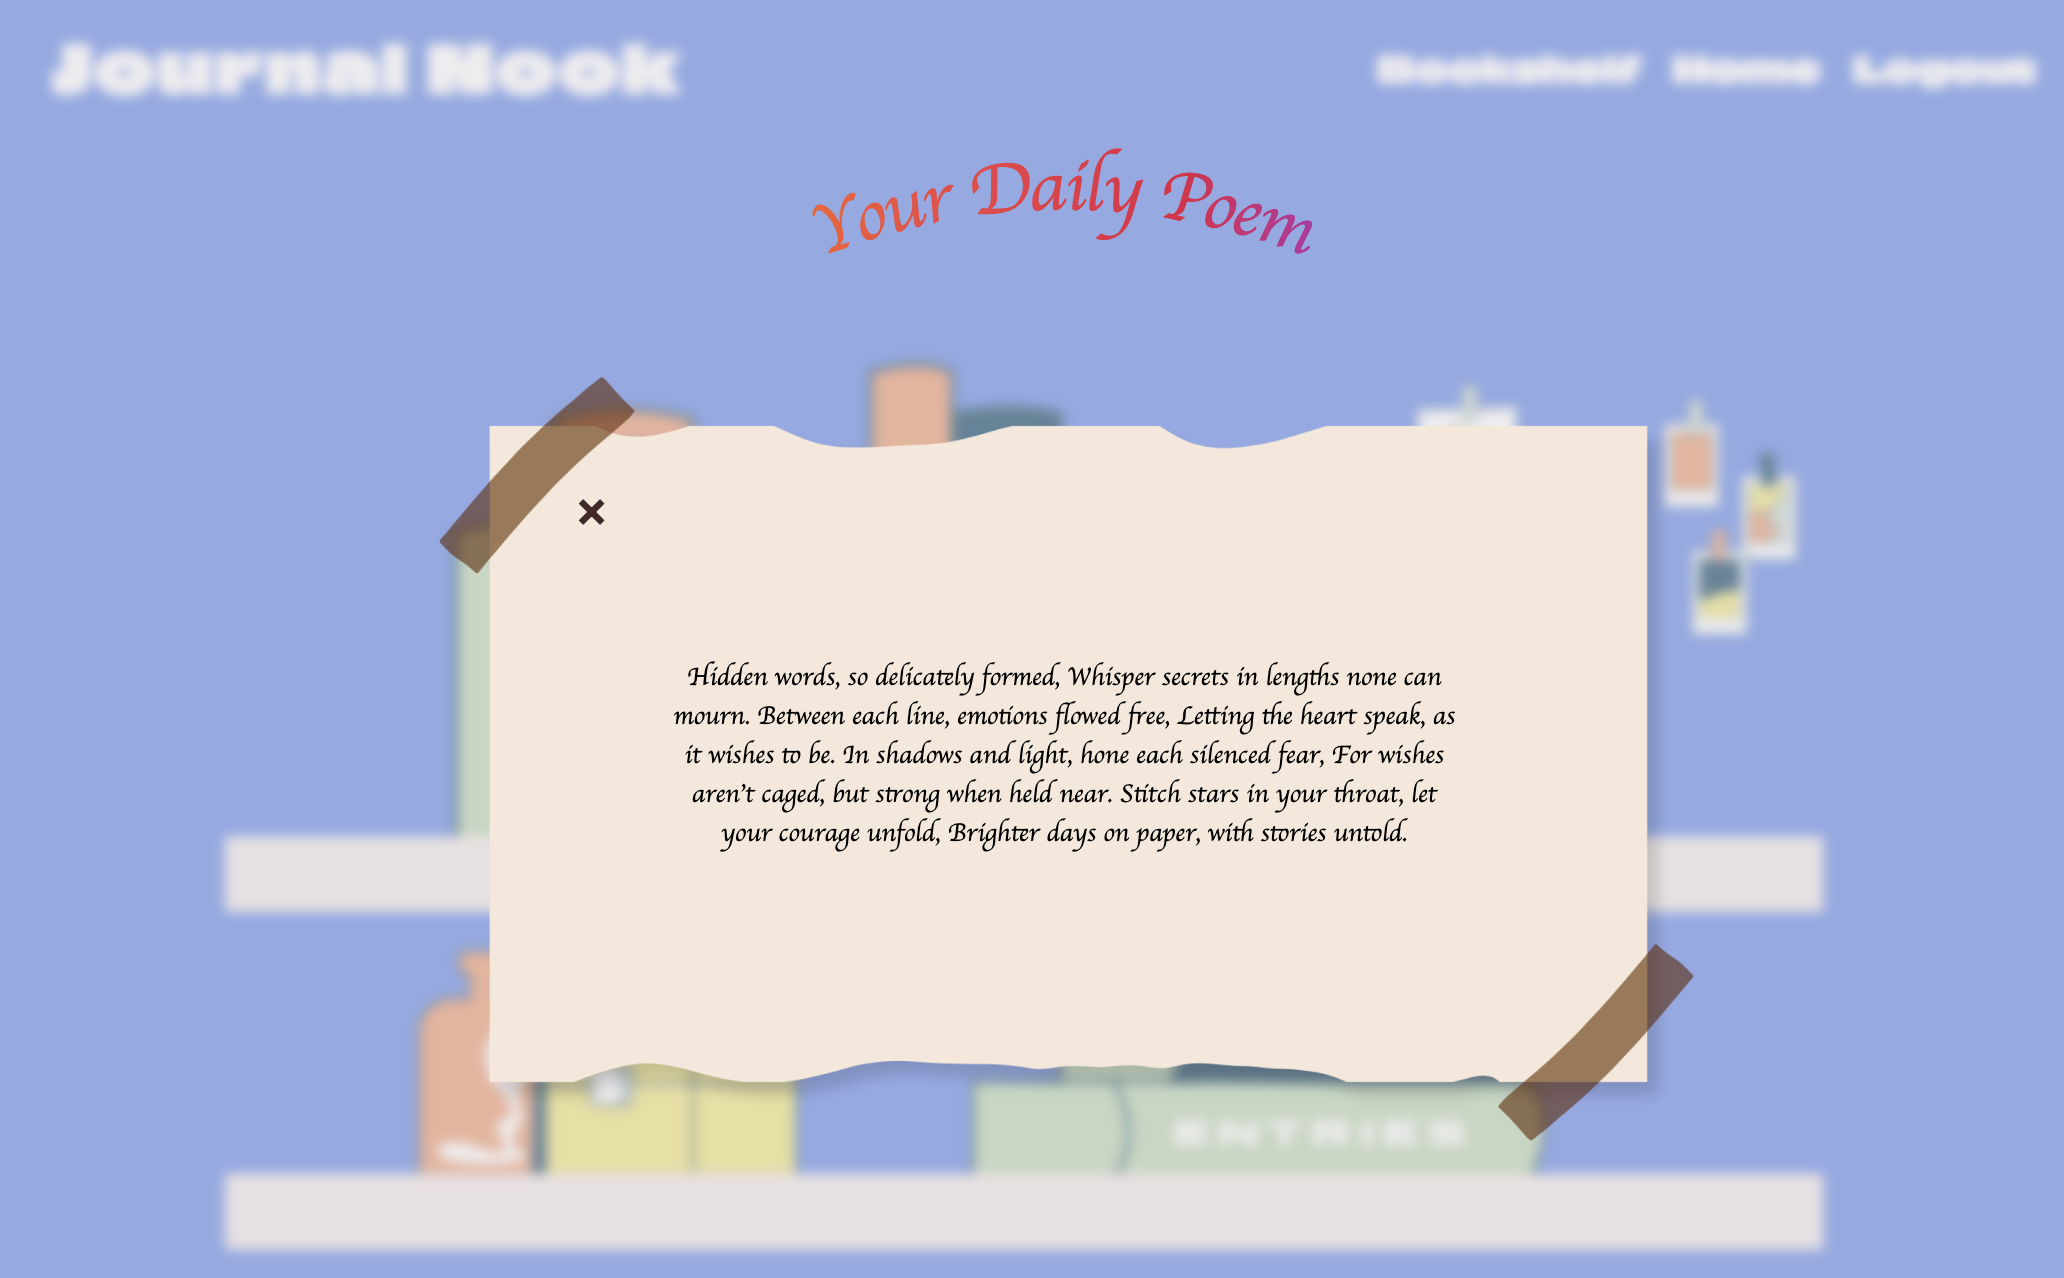 Journal Nook
Bookshelf Home Logout
Your Daily Poem
Hidden words, so delicately formed, Whisper secrets in lengths none can
mourn. Between each line, emotions flowed free, Letting the heart speak, as
it wishes to be. In shadows and light, hone each silenced fear, For wishes
aren't caged, but strong when held near. Stitch stars in your throat, let
your courage unfold, Brighter days on paper, with stories untold.
ENTRIES